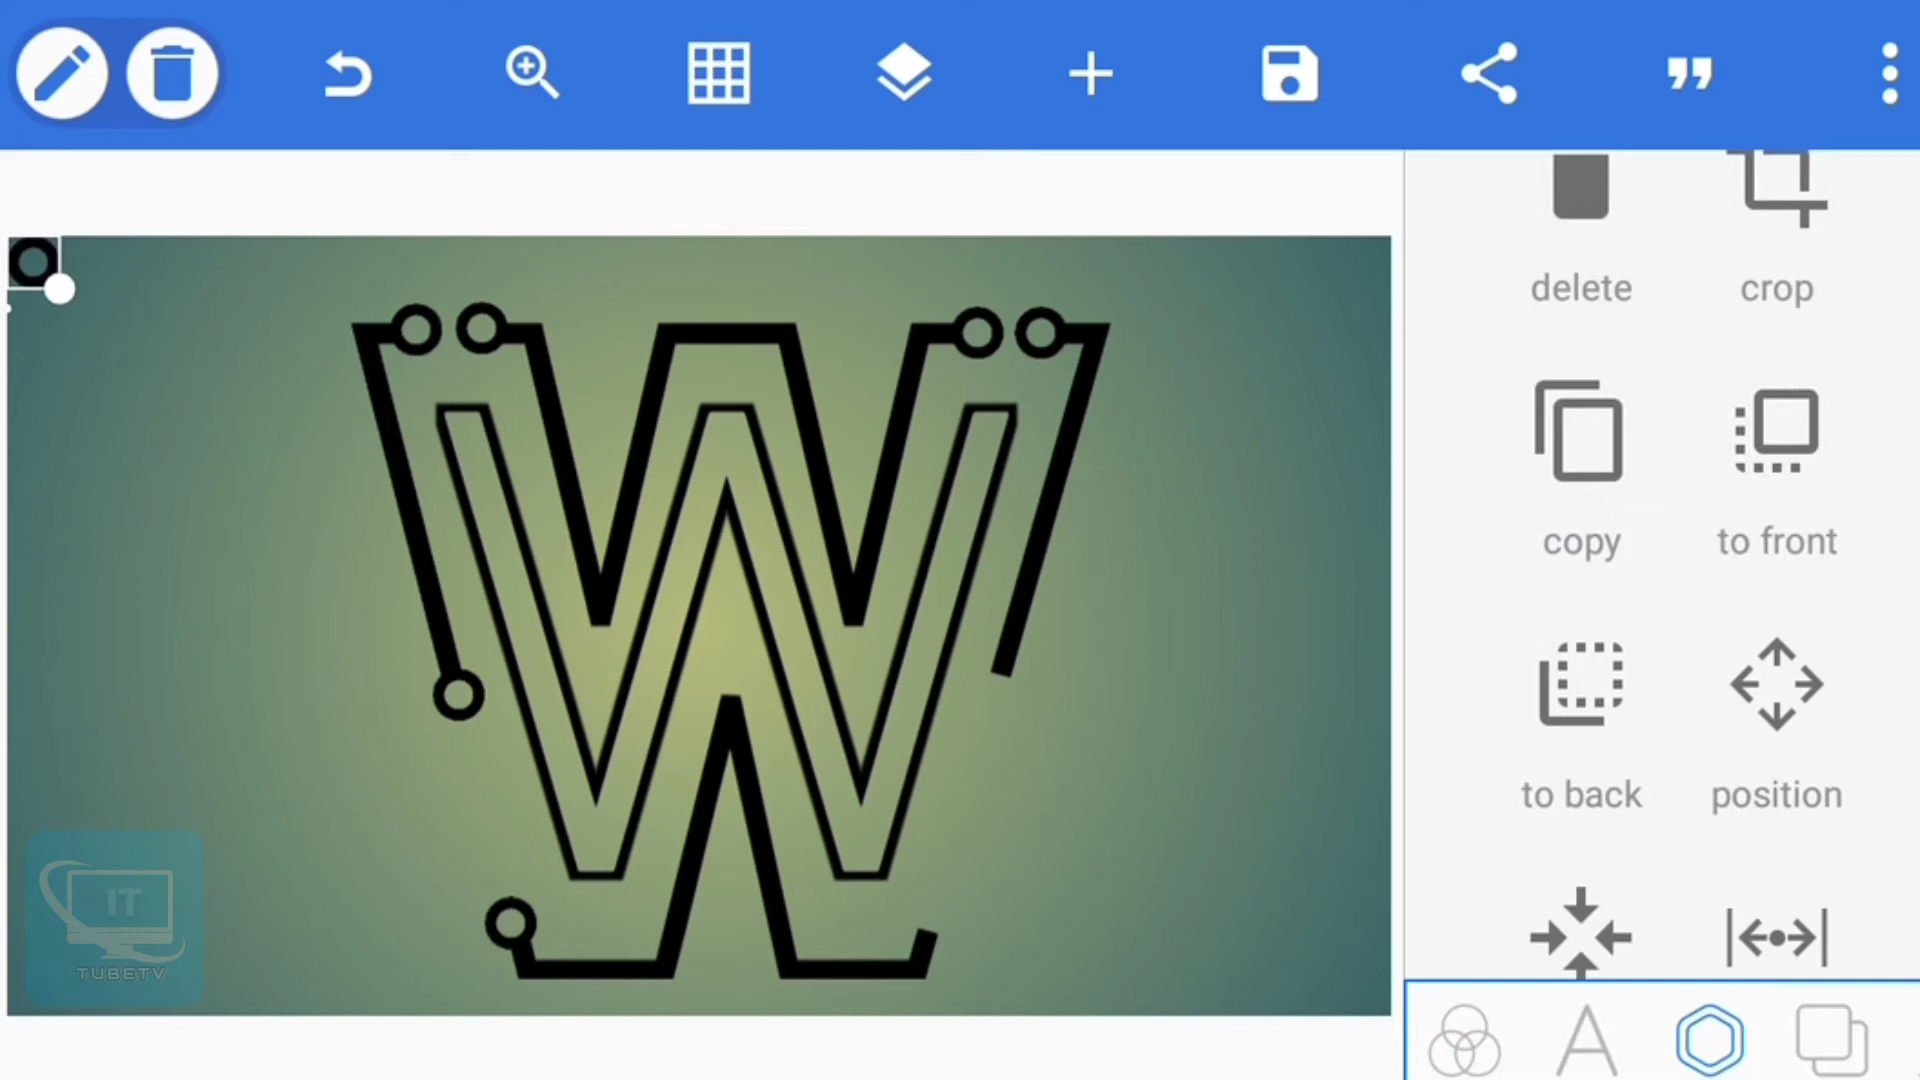 delete crop
copy to front
to back position
W
IT
TUBETV